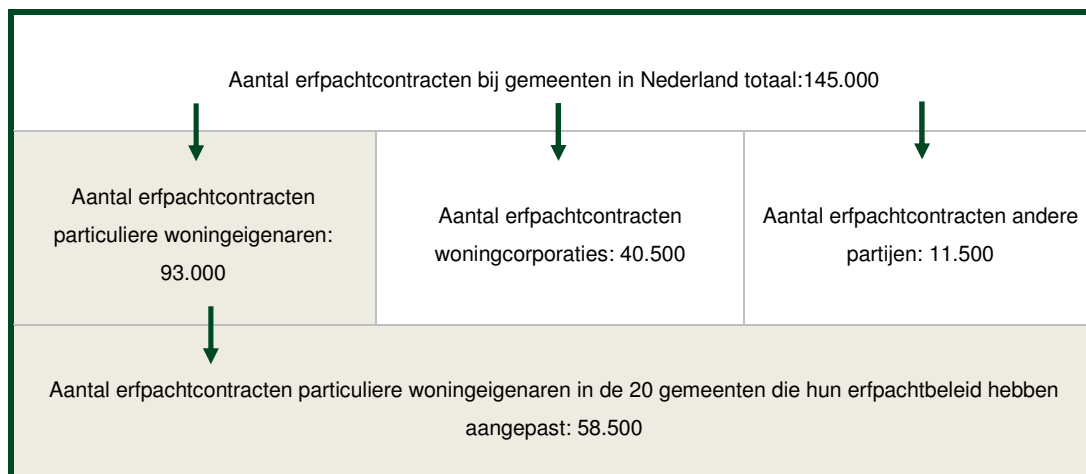 Aantal erfpachtcontracten bij gemeenten in Nederland totaal:145.000
Aantal erfpachtcontracten
particuliere woningeigenaren:
93.000
Aantal erfpachtcontracten
woningcorporaties: 40.500
Aantal erfpachtcontracten andere
partijen: 11.500
Aantal erfpachtcontracten particuliere woningeigenaren in de 20 gemeenten die hun erfpachtbeleid hebben
aangepast: 58.500